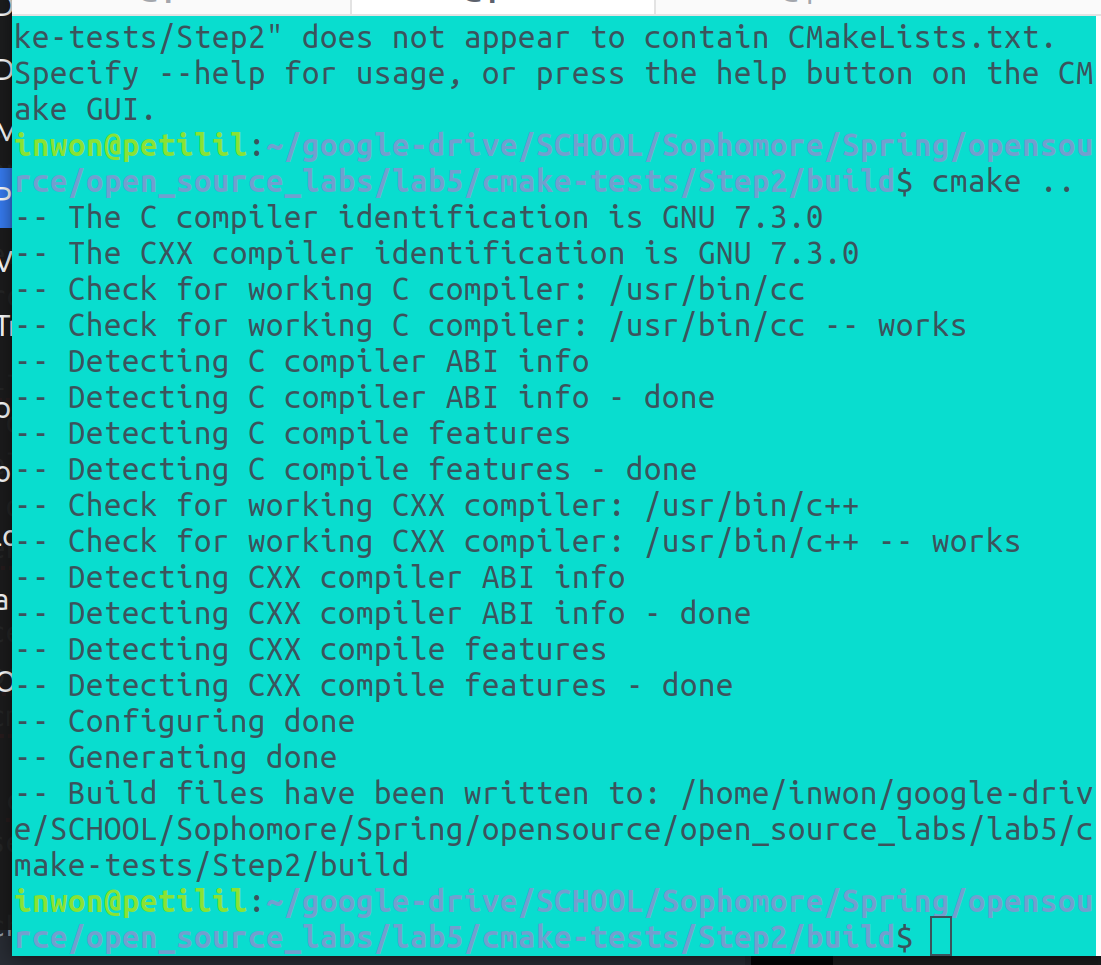 ke-tests/Step2" does not appear to contain CMakeLists.txt.
Specify --help for usage, or press the help button on the CM
ake GUI.
inwon@petilil:~/google-drive/SCHOOL/Sophomore/Spring/opensou
rce/open_source_labs/lab5/cmake-tests/Step2/build$ cmake ..
-- The C compiler identification is GNU 7.3.0
-- The CXX compiler identification is GNU 7.3.0
-- Check for working C compiler: /usr/bin/cc
-- Check for working C compiler: /usr/bin/cc -- works
-- Detecting C compiler ABI info
-- Detecting C compiler ABI info - done
-- Detecting C compile features
-- Detecting C compile features - done
-- Check for working CXX compiler: /usr/bin/c++
-- Check for working CXX compiler: /usr/bin/c++ -- works
-- Detecting CXX compiler ABI info
-- Detecting CXX compiler ABI info - done
-- Detecting CXX compile features
-- Detecting CXX compile features - done
-- Configuring done
-- Generating done
-- Build files have been written to: /home/inwon/google-driv
e/SCHOOL/Sophomore/Spring/opensource/open_source_labs/lab5/c
make-tests/Step2/build
inwon@petilil:~/google-drive/SCHOOL/Sophomore/Spring/opensou
rce/open_source_labs/lab5/cmake-tests/Step2/build$